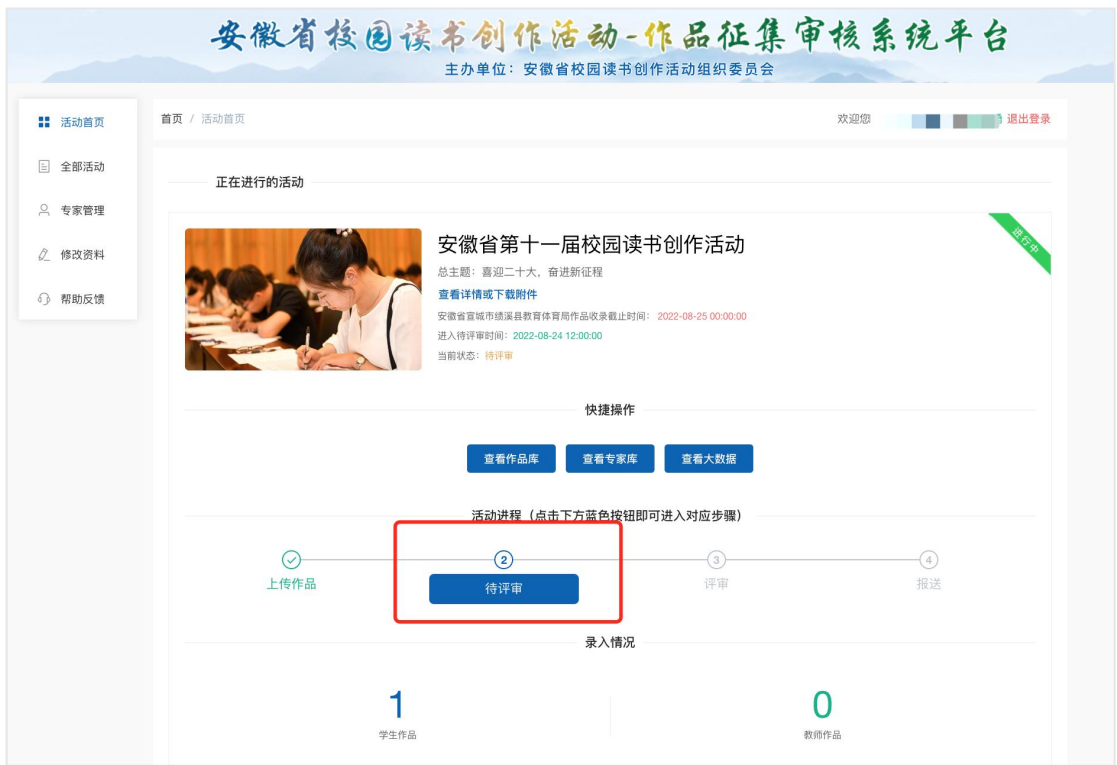 安徽省校园读书创作活动-作品征集审核系统平台
主办单位：安徽省校园读书创作活动组织委员会
活动首页
全部活动
专家管理
修改资料
帮助反馈
首页 / 活动首页
欢迎您
退出登录
正在进行的活动
进行中
安徽省第十一届校园读书创作活动
总主题：喜迎二十大，奋进新征程
查看详情或下载附件
安徽省宣城市绩溪县教育体育局作品收录截止时间： 2022-08-25 00:00:00
进入待评审时间：2022-08-24 12:00:00
当前状态：待评审
快捷操作
查看作品库 查看专家库 查看大数据
活动进程（点击下方蓝色按钮即可进入对应步骤）
2 3 4
上传作品 待评审 评审 报送
录入情况
1 0
学生作品 教师作品